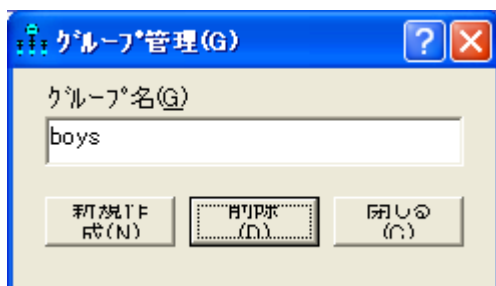 ｸﾞﾙｰﾌﾟ管理(G)
ｸﾞﾙｰﾌﾟ名(G)
boys
新規作
成(N)
削除
(D)
閉じる
(C)